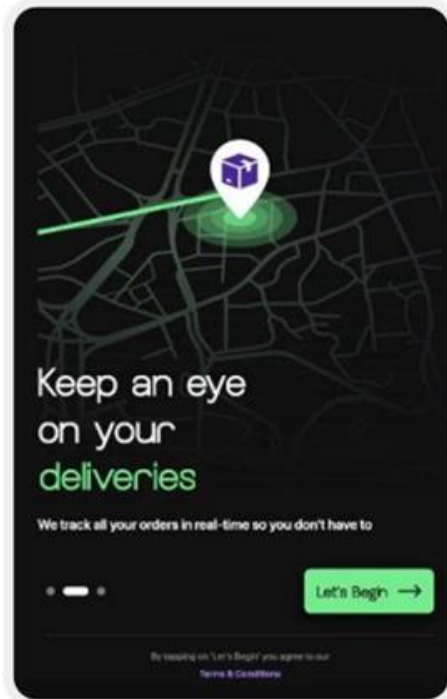 Keep an eye
on your
deliveries
We track all your orders in real-time so you don't have to
Let's Begin
By tapping on 'Let's Begin' you agree to our
Terms & Conditions